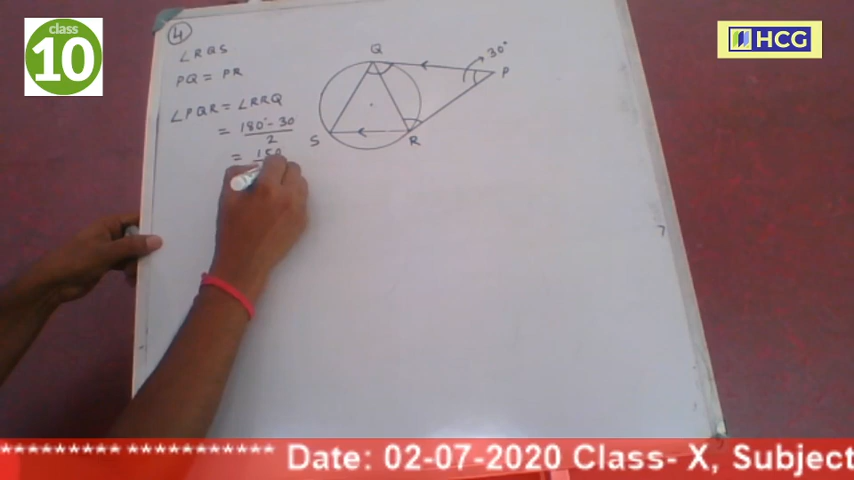 class
10
HCG
4
∠RQS
PQ = PR
∠PQR = ∠RRQ
= 180° - 30
2
= 150
Q
30°
P
S
R
********* *********** Date: 02-07-2020 Class- X, Subject